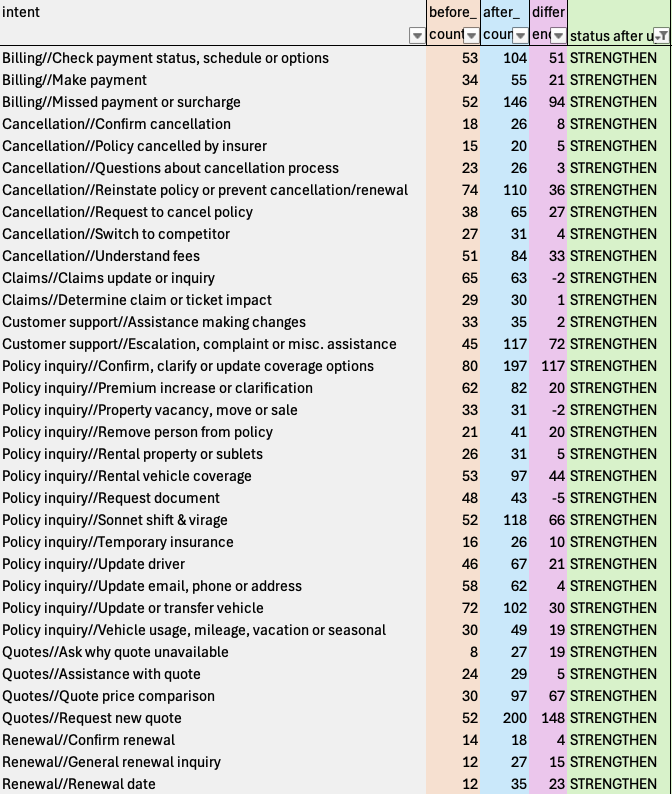 intent before_ count after_ coun differ enc status after u
Billing//Check payment status, schedule or options 53 104 51 STRENGTHEN
Billing//Make payment 34 55 21 STRENGTHEN
Billing//Missed payment or surcharge 52 146 94 STRENGTHEN
Cancellation//Confirm cancellation 18 26 8 STRENGTHEN
Cancellation//Policy cancelled by insurer 15 20 5 STRENGTHEN
Cancellation//Questions about cancellation process 23 26 3 STRENGTHEN
Cancellation//Reinstate policy or prevent cancellation/renewal 74 110 36 STRENGTHEN
Cancellation//Request to cancel policy 38 65 27 STRENGTHEN
Cancellation//Switch to competitor 27 31 4 STRENGTHEN
Cancellation//Understand fees 51 84 33 STRENGTHEN
Claims//Claims update or inquiry 65 63 -2 STRENGTHEN
Claims//Determine claim or ticket impact 29 30 1 STRENGTHEN
Customer support//Assistance making changes 33 35 2 STRENGTHEN
Customer support//Escalation, complaint or misc. assistance 45 117 72 STRENGTHEN
Policy inquiry//Confirm, clarify or update coverage options 80 197 117 STRENGTHEN
Policy inquiry//Premium increase or clarification 62 82 20 STRENGTHEN
Policy inquiry//Property vacancy, move or sale 33 31 -2 STRENGTHEN
Policy inquiry//Remove person from policy 21 41 20 STRENGTHEN
Policy inquiry//Rental property or sublets 26 31 5 STRENGTHEN
Policy inquiry//Rental vehicle coverage 53 97 44 STRENGTHEN
Policy inquiry//Request document 48 43 -5 STRENGTHEN
Policy inquiry//Sonnet shift & virage 52 118 66 STRENGTHEN
Policy inquiry//Temporary insurance 16 26 10 STRENGTHEN
Policy inquiry//Update driver 46 67 21 STRENGTHEN
Policy inquiry//Update email, phone or address 58 62 4 STRENGTHEN
Policy inquiry//Update or transfer vehicle 72 102 30 STRENGTHEN
Policy inquiry//Vehicle usage, mileage, vacation or seasonal 30 49 19 STRENGTHEN
Quotes//Ask why quote unavailable 8 27 19 STRENGTHEN
Quotes//Assistance with quote 24 29 5 STRENGTHEN
Quotes//Quote price comparison 30 97 67 STRENGTHEN
Quotes//Request new quote 52 200 148 STRENGTHEN
Renewal//Confirm renewal 14 18 4 STRENGTHEN
Renewal//General renewal inquiry 12 27 15 STRENGTHEN
Renewal//Renewal date 12 35 23 STRENGTHEN